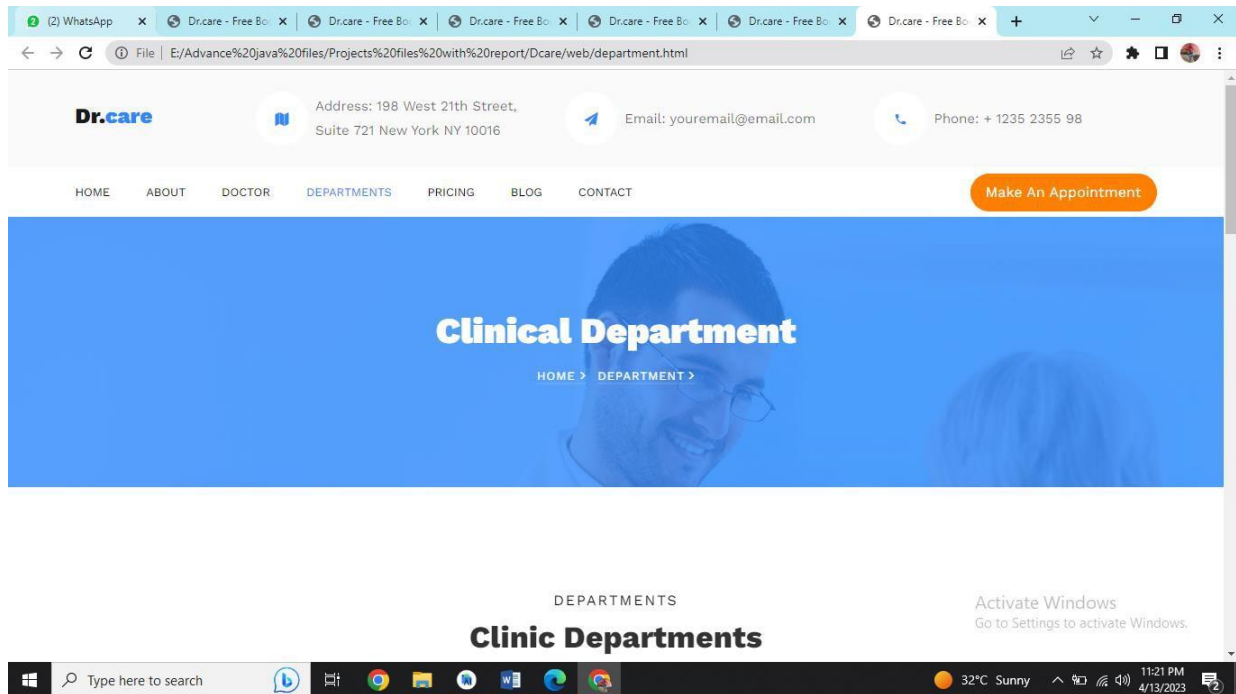 (2) WhatsApp
Dr.care - Free Bo
Dr.care - Free Bo
Dr.care - Free Bo
Dr.care - Free Bo
Dr.care - Free Bo
Dr.care - Free Bo
File | E:/Advance%20java%20files/Projects%20files%20with%20report/Dcare/web/department.html
Dr.care
Address: 198 West 21th Street,
Suite 721 New York NY 10016
Email: youremail@email.com
Phone: + 1235 2355 98
HOME ABOUT DOCTOR DEPARTMENTS PRICING BLOG CONTACT
Make An Appointment
Clinical Department
HOME > DEPARTMENT >
DEPARTMENTS
Clinic Departments
Activate Windows
Go to Settings to activate Windows.
Type here to search
32°C Sunny
11:21 PM
4/13/2023
2